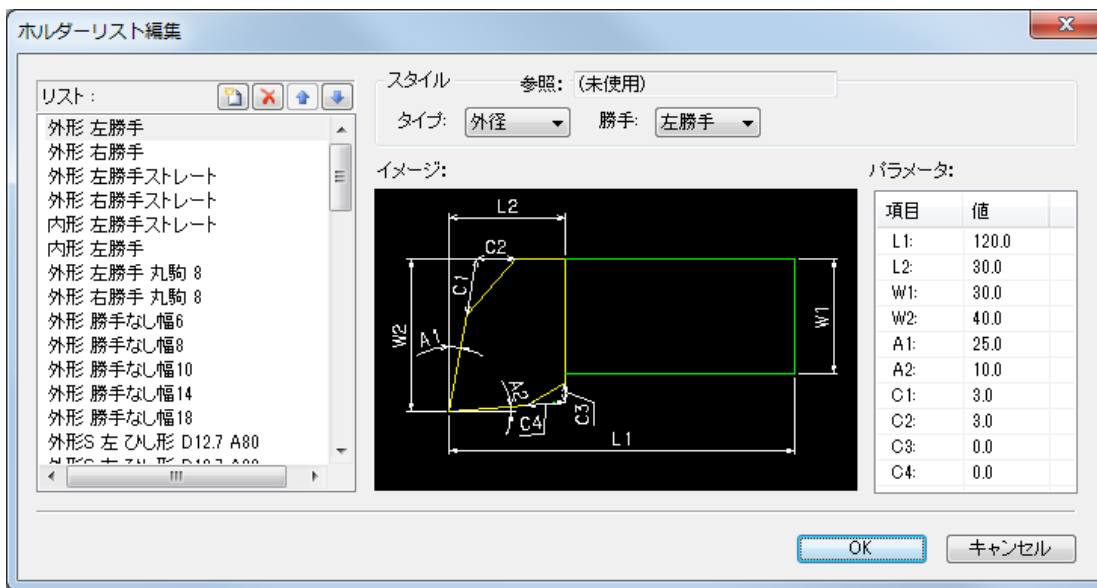 ホルダーリスト編集
リスト:
外形 左勝手
外形 右勝手
外形 左勝手ストレート
外形 右勝手ストレート
内形 左勝手ストレート
内形 左勝手
外形 左勝手 丸駒 8
外形 右勝手 丸駒 8
外形 勝手なし幅6
外形 勝手なし幅8
外形 勝手なし幅10
外形 勝手なし幅14
外形 勝手なし幅18
外形S 左 ひし形 D12.7 A80
スタイル
参照: (未使用)
タイプ: 外径 勝手: 左勝手
イメージ:
L2
C2
C1
W2
W1
A1
A2
C3
C4
L1
パラメータ:
項目 値
L1: 120.0
L2: 30.0
W1: 30.0
W2: 40.0
A1: 25.0
A2: 10.0
C1: 3.0
C2: 3.0
C3: 0.0
C4: 0.0
OK キャンセル